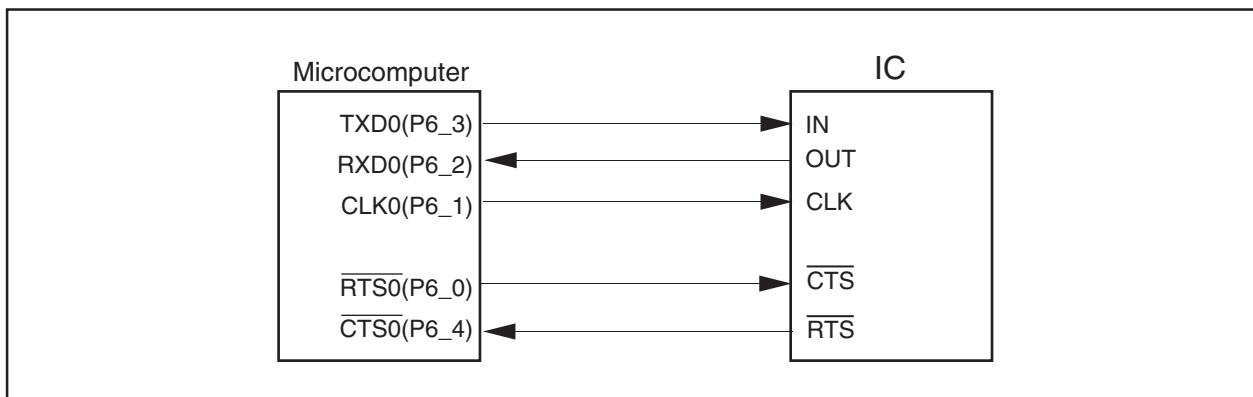 Microcomputer
IC
TXD0(P6_3)
IN
RXD0(P6_2)
OUT
CLK0(P6_1)
CLK
RTS0(P6_0)
CTS
CTS0(P6_4)
RTS